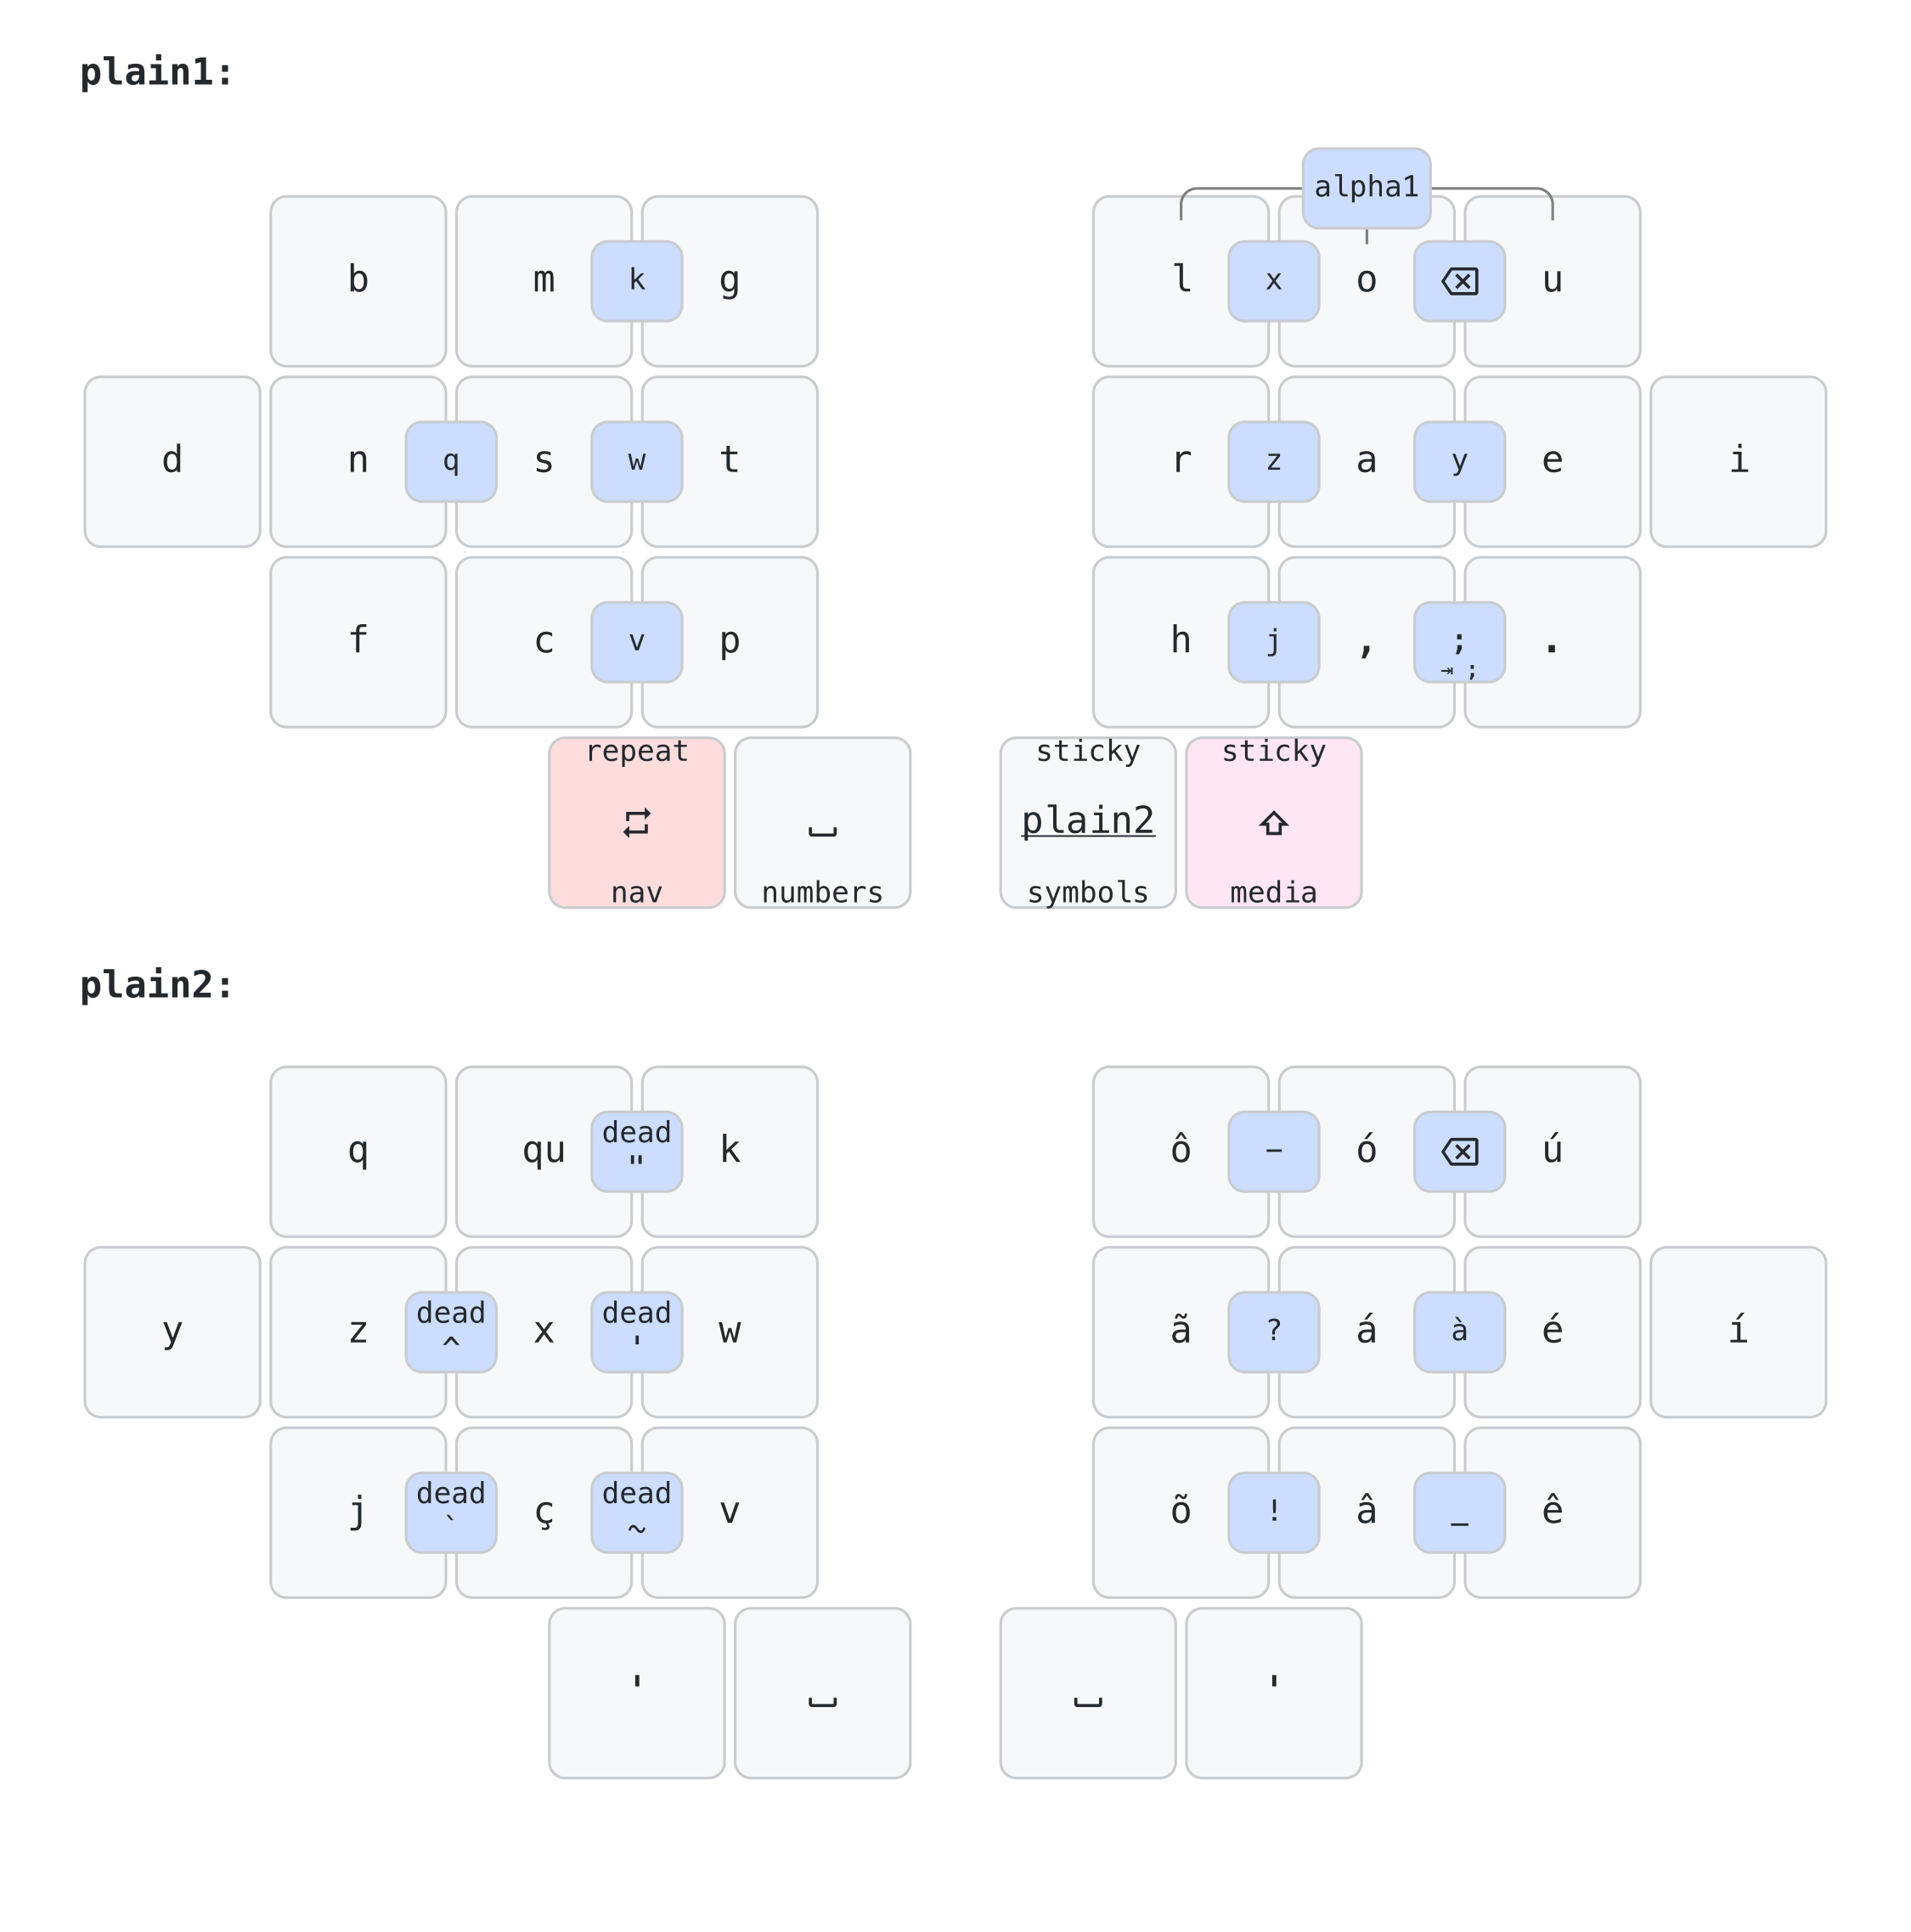 plain1:
alpha1
b m k g l x o ⌫ u
d n q s w t r z a y e i
f c v p h j , ; .
⇥ ;
repeat sticky sticky
plain2 ⇧
nav numbers symbols media
plain2:
q qu dead " k ô − ó ⌫ ú
y z dead ^ x dead ' w ã ? á à é í
j dead ` ç dead ~ v õ ! â _ ê
' ⎵ ⎵ '